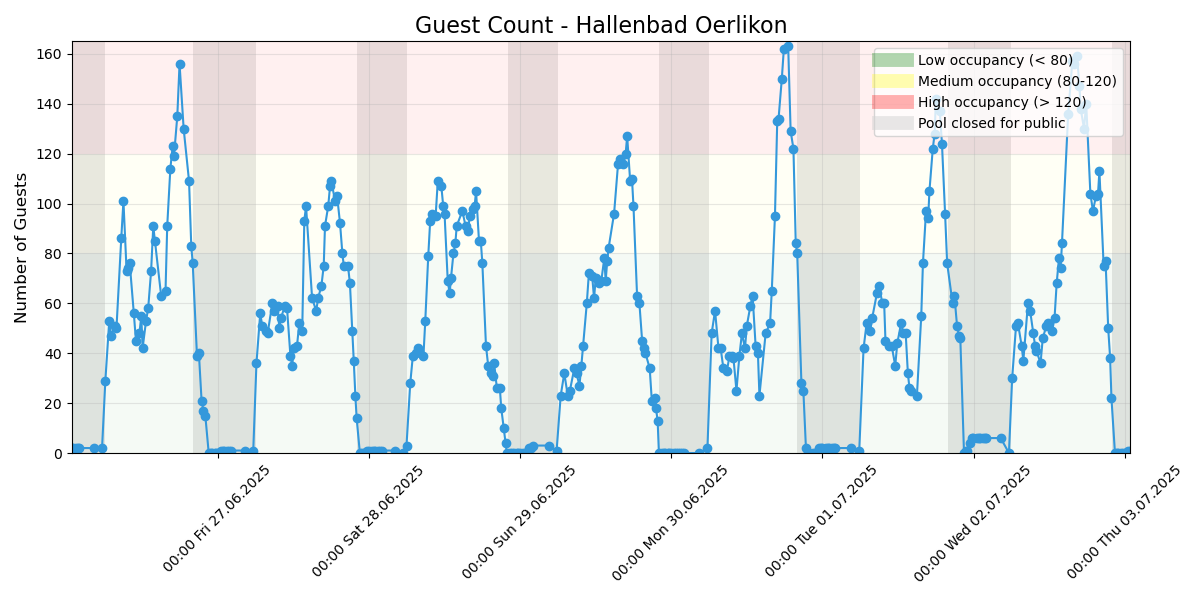 Guest Count - Hallenbad Oerlikon
Number of Guests
160
140
120
100
80
60
40
20
0
Low occupancy (< 80)
Medium occupancy (80-120)
High occupancy (> 120)
Pool closed for public
00:00 Fri 27.06.2025
00:00 Sat 28.06.2025
00:00 Sun 29.06.2025
00:00 Mon 30.06.2025
00:00 Tue 01.07.2025
00:00 Wed 02.07.2025
00:00 Thu 03.07.2025